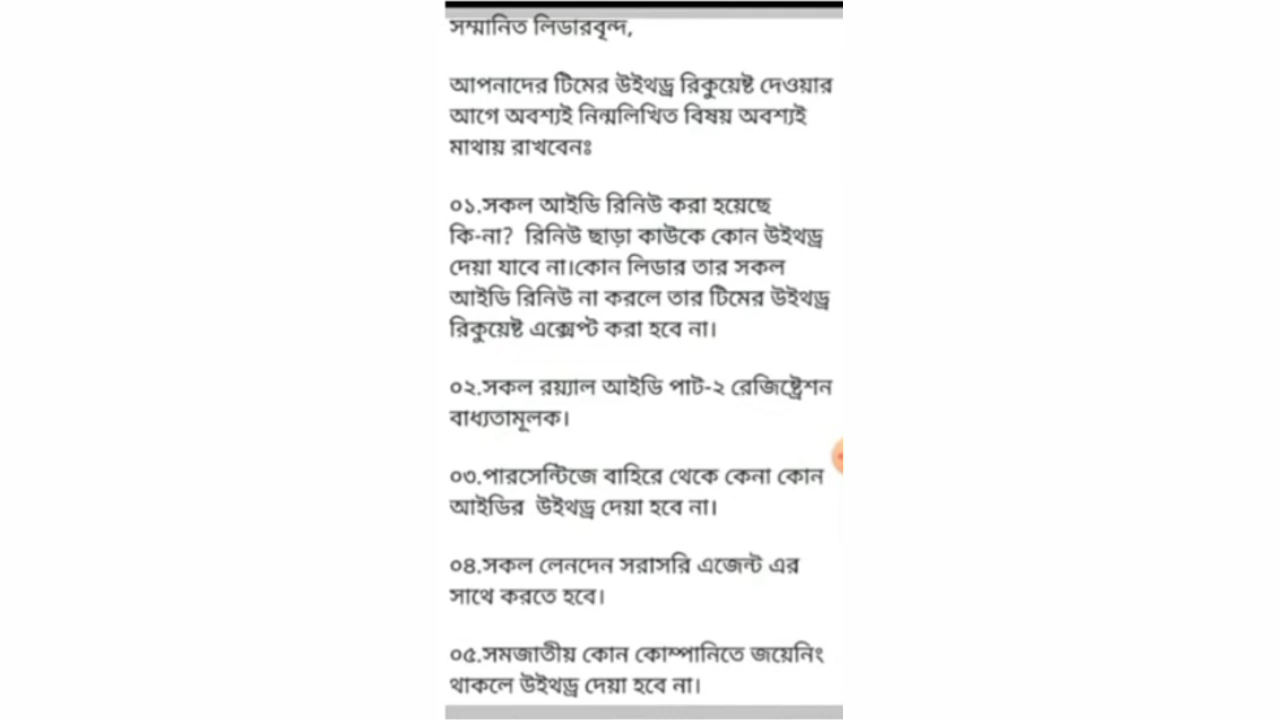 সম্মানিত লিডারবৃন্দ,
আপনাদের টিমের উইথড্র রিকুয়েষ্ট দেওয়ার
আগে অবশ্যই নিন্মলিখিত বিষয় অবশ্যই
মাথায় রাখবেনঃ
০১.সকল আইডি রিনিউ করা হয়েছে
কি-না? রিনিউ ছাড়া কাউকে কোন উইথড্র
দেয়া যাবে না।কোন লিডার তার সকল
আইডি রিনিউ না করলে তার টিমের উইথড্র
রিকুয়েষ্ট এক্সেপ্ট করা হবে না।
০২.সকল রয়্যাল আইডি পার্ট-২ রেজিষ্ট্রেশন
বাধ্যতামূলক।
০৩.পারসেন্টিজে বাহিরে থেকে কেনা কোন
আইডির উইথড্র দেয়া হবে না।
০৪.সকল লেনদেন সরাসরি এজেন্ট এর
সাথে করতে হবে।
০৫.সমজাতীয় কোন কোম্পানিতে জয়েনিং
থাকলে উইথড্র দেয়া হবে না।